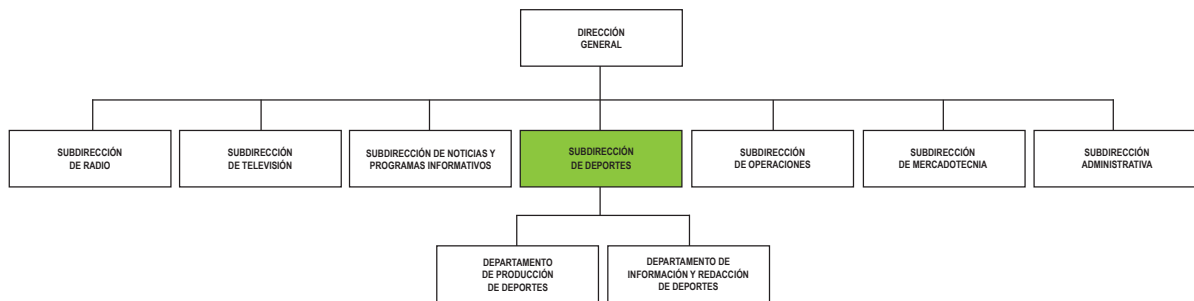 DIRECCIÓN
GENERAL
SUBDIRECCIÓN
DE RADIO
SUBDIRECCIÓN
DE TELEVISIÓN
SUBDIRECCIÓN DE NOTICIAS Y
PROGRAMAS INFORMATIVOS
SUBDIRECCIÓN
DE DEPORTES
SUBDIRECCIÓN
DE OPERACIONES
SUBDIRECCIÓN
DE MERCADOTECNIA
SUBDIRECCIÓN
ADMINISTRATIVA
DEPARTAMENTO
DE PRODUCCIÓN
DE DEPORTES
DEPARTAMENTO DE
INFORMACIÓN Y REDACCIÓN
DE DEPORTES